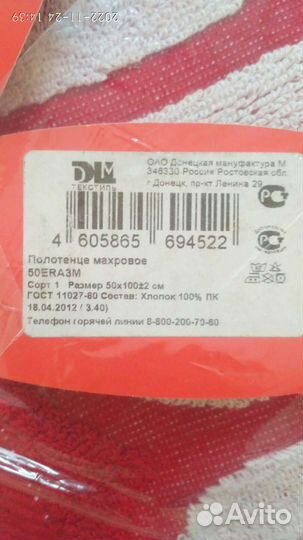 2022-11-24 14:39
DM
ТЕКСТИЛЬ
ОАО Донецкая мануфактура М
346330 Россия Ростовская обл.
г Донецк, пр-кт Ленина 29
4 605865 694522
Полотенце махровое
50ERA3M
Сорт 1 Размер 50x100±2 см
ГОСТ 11027-80 Состав: Хлопок 100% ПК
18.04.2012 / 3.40)
Телефон горячей линии 8-800-200-70-60
Avito